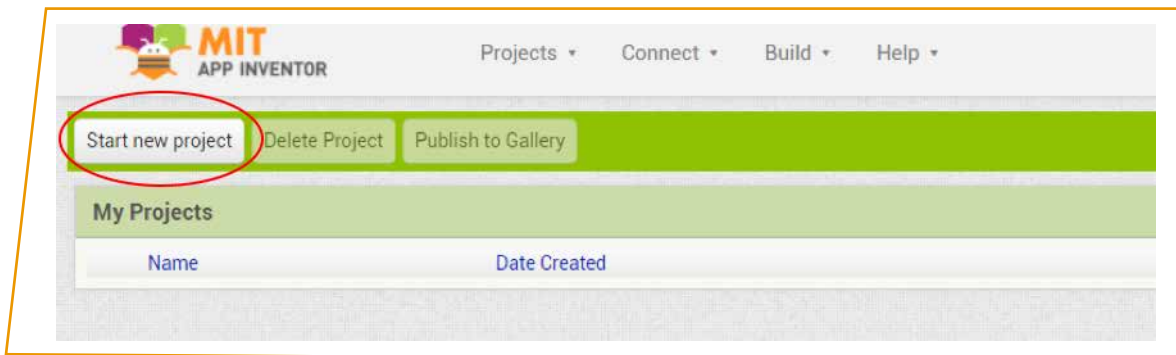 MIT
APP INVENTOR
Projects Connect Build Help
Start new project Delete Project Publish to Gallery
My Projects
Name Date Created